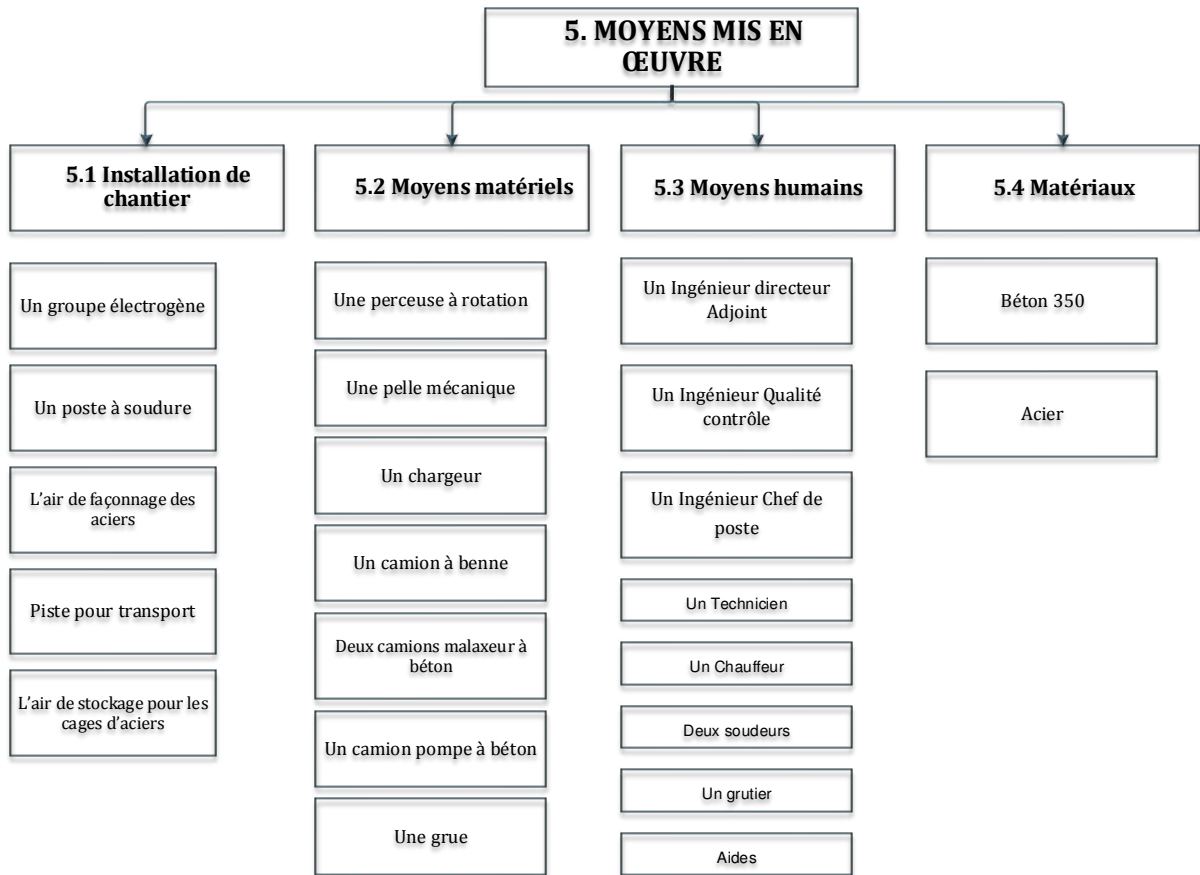 5. MOYENS MIS EN
ŒUVRE
5.1 Installation de
chantier
Un groupe électrogène
Un poste à soudure
L'air de façonnage des
aciers
Piste pour transport
L'air de stockage pour les
cages d'aciers
5.2 Moyens matériels
Une perceuse à rotation
Une pelle mécanique
Un chargeur
Un camion à benne
Deux camions malaxeur à
béton
Un camion pompe à béton
Une grue
5.3 Moyens humains
Un Ingénieur directeur
Adjoint
Un Ingénieur Qualité
contrôle
Un Ingénieur Chef de
poste
Un Technicien
Un Chauffeur
Deux soudeurs
Un grutier
Aides
5.4 Matériaux
Béton 350
Acier